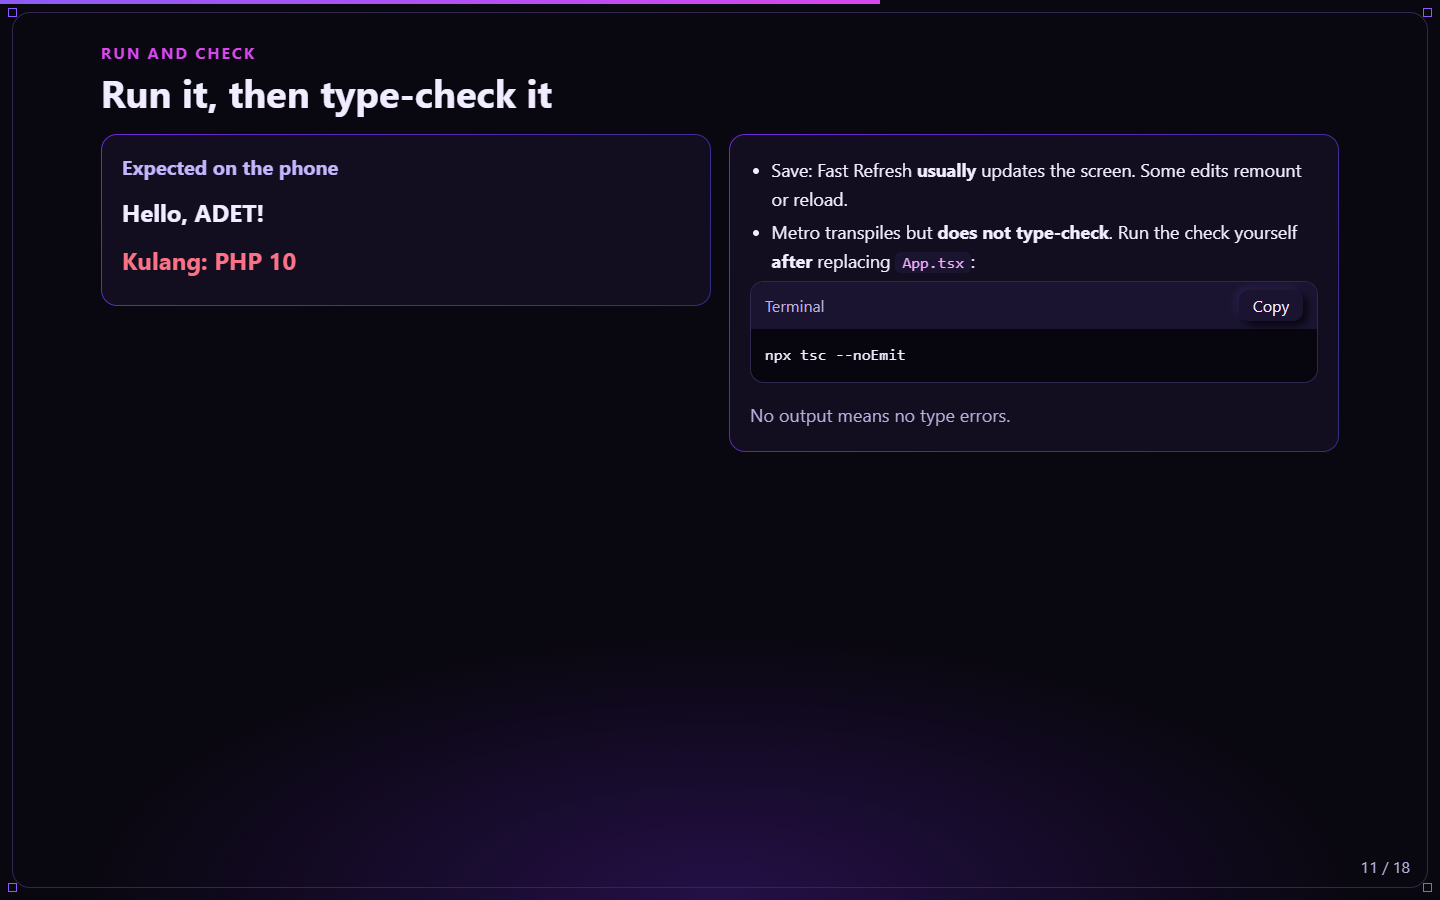 RUN AND CHECK
Run it, then type-check it
Expected on the phone
Hello, ADET!
Kulang: PHP 10
• Save: Fast Refresh usually updates the screen. Some edits remount
or reload.
• Metro transpiles but does not type-check. Run the check yourself
after replacing App.tsx:
Terminal
Copy
npx tsc --noEmit
No output means no type errors.
11 / 18